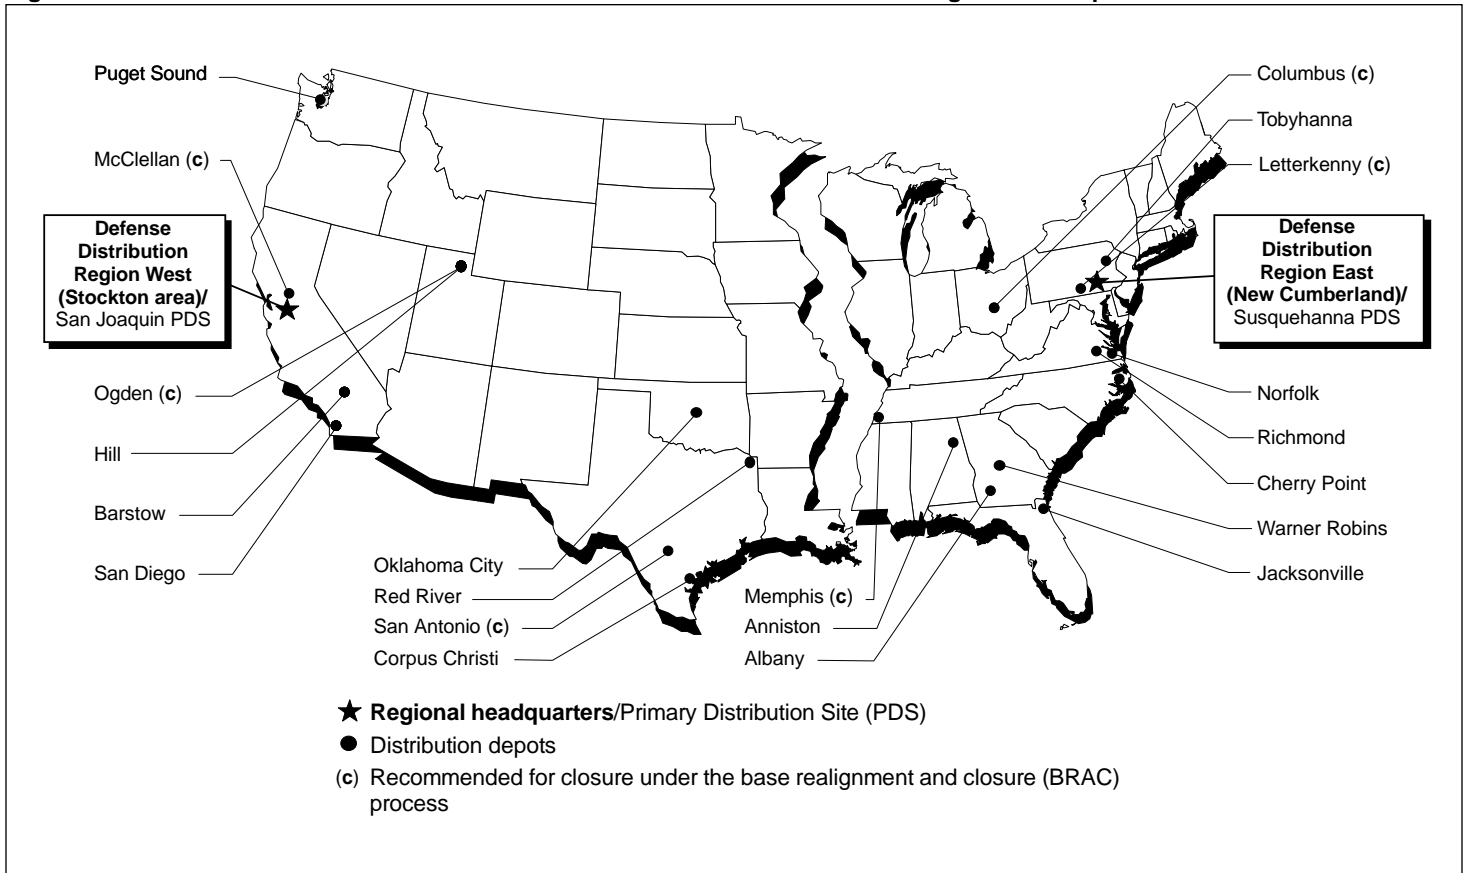 Puget Sound
McClellan (c)
Defense
Distribution
Region West
(Stockton area)/
San Joaquin PDS
Ogden (c)
Hill
Barstow
San Diego
Oklahoma City
Red River
San Antonio (c)
Corpus Christi
Memphis (c)
Anniston
Albany
Columbus (c)
Tobyhanna
Letterkenny (c)
Defense
Distribution
Region East
(New Cumberland)/
Susquehanna PDS
Norfolk
Richmond
Cherry Point
Warner Robins
Jacksonville
Regional headquarters/Primary Distribution Site (PDS)
Distribution depots
(c) Recommended for closure under the base realignment and closure (BRAC)
process